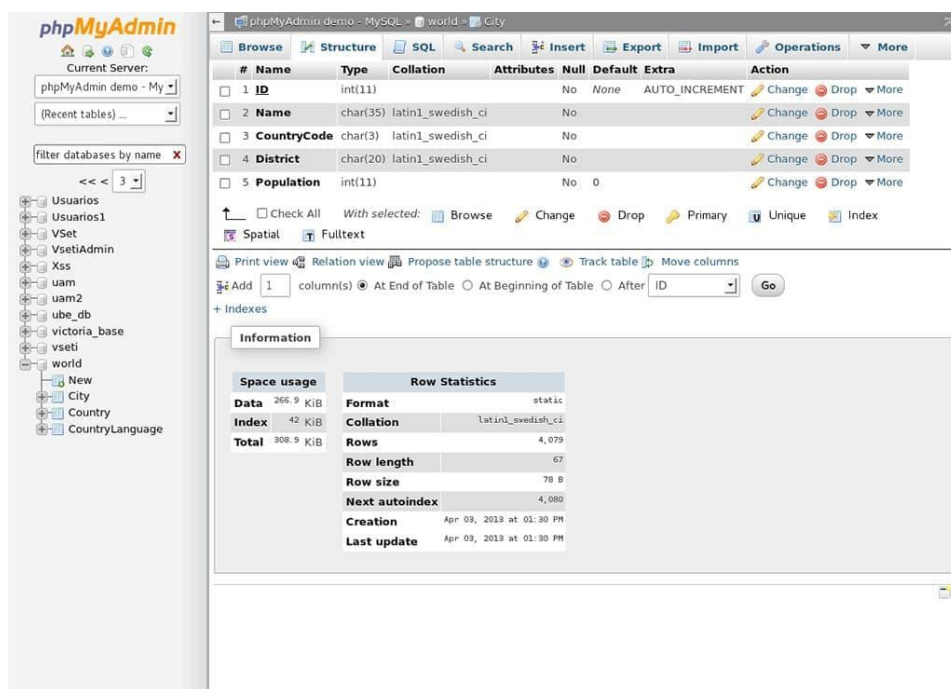 phpMyAdmin
Current Server:
phpMyAdmin demo - My
(Recent tables) ...
filter databases by name X
<< < 3
Usuarios
Usuarios1
VSet
VsetiAdmin
Xss
uam
uam2
ube_db
victoria_base
vseti
world
New
City
Country
CountryLanguage
phpMyAdmin demo - MySQL » world » City
Browse Structure SQL Search Insert Export Import Operations More
# Name Type Collation Attributes Null Default Extra Action
1 ID int(11) No None AUTO_INCREMENT Change Drop More
2 Name char(35) latin1_swedish_ci No Change Drop More
3 CountryCode char(3) latin1_swedish_ci No Change Drop More
4 District char(20) latin1_swedish_ci No Change Drop More
5 Population int(11) No 0 Change Drop More
Check All With selected: Browse Change Drop Primary Unique Index
Spatial Fulltext
Print view Relation view Propose table structure Track table Move columns
Add 1 column(s) At End of Table At Beginning of Table After ID Go
+ Indexes
Information
Space usage
Data 266.9 KiB
Index 42 KiB
Total 308.9 KiB
Row Statistics
Format static
Collation latin1_swedish_ci
Rows 4,079
Row length 67
Row size 78 B
Next autoindex 4,080
Creation Apr 03, 2013 at 01:30 PM
Last update Apr 03, 2013 at 01:30 PM